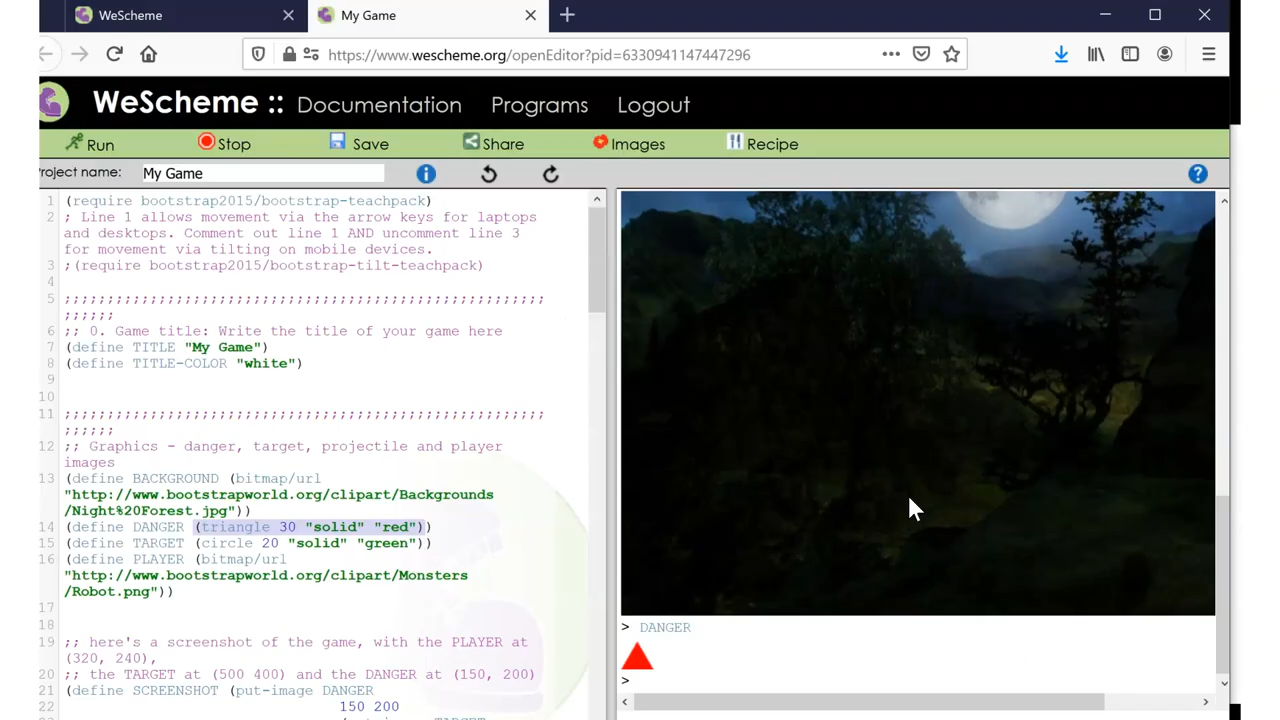 WeScheme
My Game
https://www.wescheme.org/openEditor?pid=6330941147447296
WeScheme :: Documentation Programs Logout
Run Stop Save Share Images Recipe
roject name: My Game
1 (require bootstrap2015/bootstrap-teachpack)
2 ; Line 1 allows movement via the arrow keys for laptops
and desktops. Comment out line 1 AND uncomment line 3
for movement via tilting on mobile devices.
3 ;(require bootstrap2015/bootstrap-tilt-teachpack)
4
5 ;;;;;;;;;;;;;;;;;;;;;;;;;;;;;;;;;;;;;;;;;;;;;;;;;;;;;;;;
;;;;;;
6 ;; 0. Game title: Write the title of your game here
7 (define TITLE "My Game")
8 (define TITLE-COLOR "white")
9
10
11 ;;;;;;;;;;;;;;;;;;;;;;;;;;;;;;;;;;;;;;;;;;;;;;;;;;;;;;;;
;;;;;;
12 ;; Graphics - danger, target, projectile and player
images
13 (define BACKGROUND (bitmap/url
"http://www.bootstrapworld.org/clipart/Backgrounds
/Night%20Forest.jpg"))
14 (define DANGER (triangle 30 "solid" "red"))
15 (define TARGET (circle 20 "solid" "green"))
16 (define PLAYER (bitmap/url
"http://www.bootstrapworld.org/clipart/Monsters
/Robot.png"))
17
18
19 ;; here's a screenshot of the game, with the PLAYER at
(320, 240),
20 ;; the TARGET at (500 400) and the DANGER at (150, 200)
21 (define SCREENSHOT (put-image DANGER
22 150 200
> DANGER
>